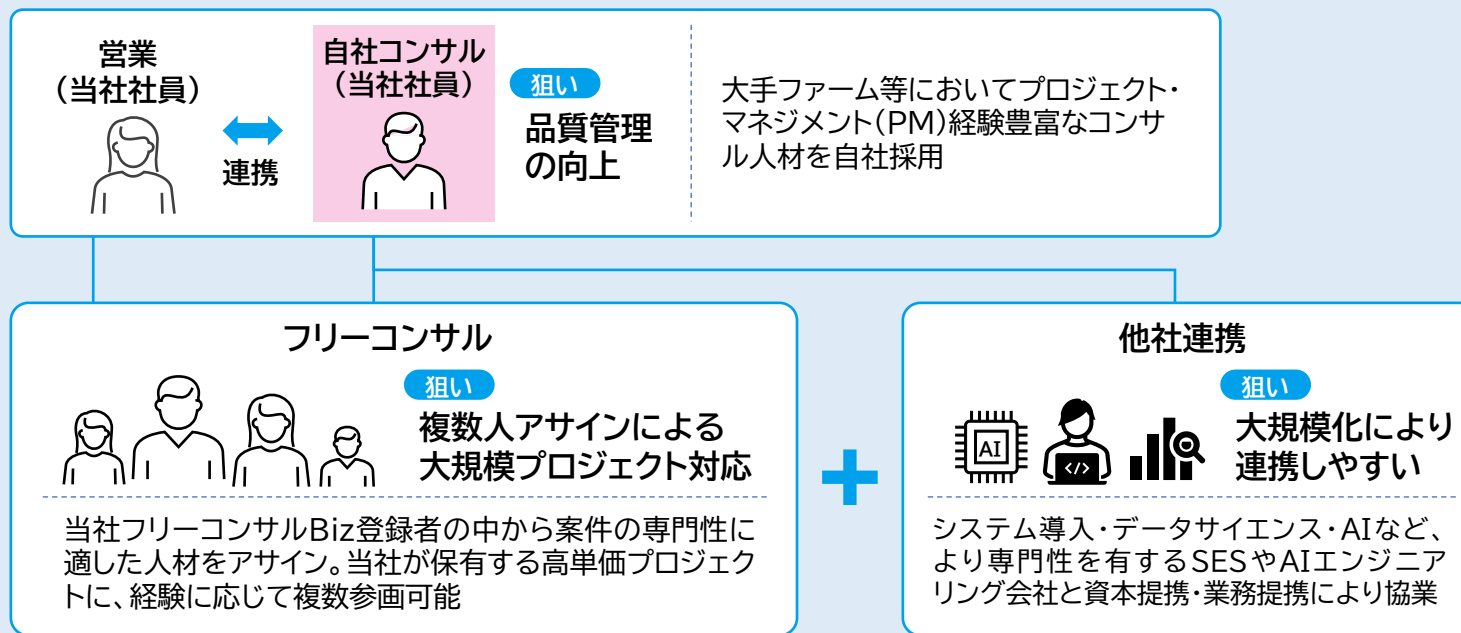 営業
(当社社員)
連携
自社コンサル
(当社社員)
狙い
品質管理
の向上
大手ファーム等においてプロジェクト・
マネジメント(PM)経験豊富なコンサ
ル人材を自社採用
フリーコンサル
狙い
複数人アサインによる
大規模プロジェクト対応
当社フリーコンサルBiz登録者の中から案件の専門性に
適した人材をアサイン。当社が保有する高単価プロジェク
トに、経験に応じて複数参画可能
+
他社連携
AI
</>
狙い
大規模化により
連携しやすい
システム導入・データサイエンス・AIなど、
より専門性を有するSESやAIエンジニア
リング会社と資本提携・業務提携により協業